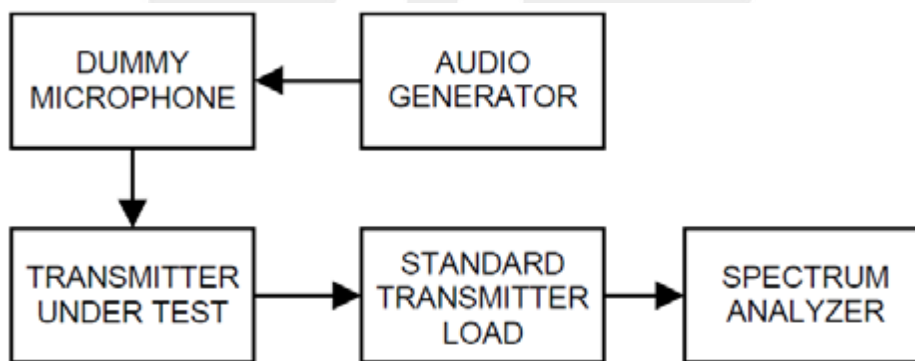 DUMMY
MICROPHONE
AUDIO
GENERATOR
TRANSMITTER
UNDER TEST
STANDARD
TRANSMITTER
LOAD
SPECTRUM
ANALYZER